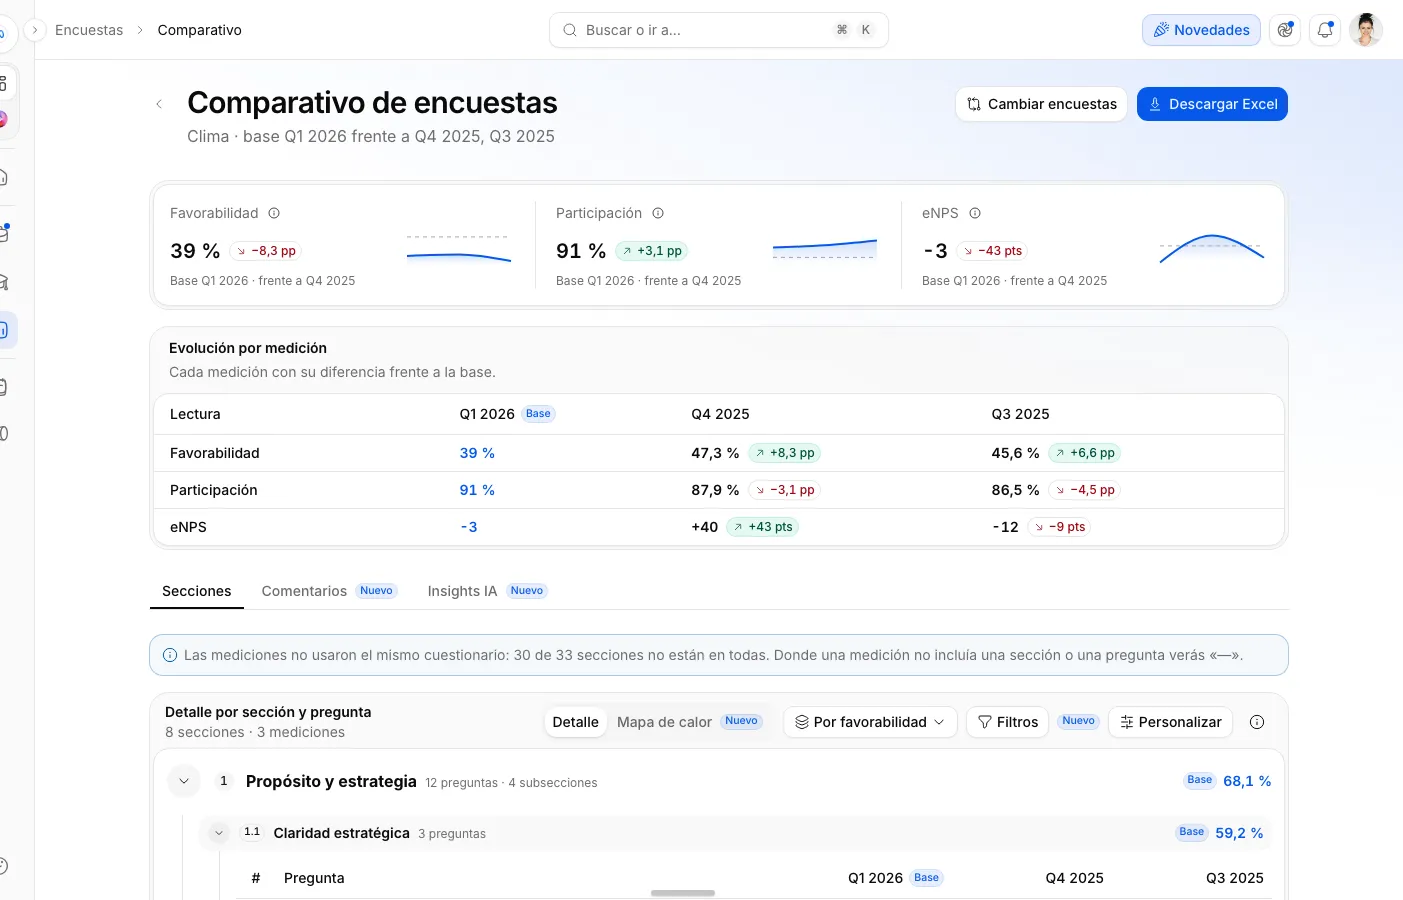 Encuestas > Comparativo
Buscar o ir a... ⌘ K
Novedades
Comparativo de encuestas
Clima · base Q1 2026 frente a Q4 2025, Q3 2025
Cambiar encuestas
Descargar Excel
Favorabilidad
39 % ↘ −8,3 pp
Base Q1 2026 · frente a Q4 2025
Participación
91 % ↗ +3,1 pp
Base Q1 2026 · frente a Q4 2025
eNPS
-3 ↘ −43 pts
Base Q1 2026 · frente a Q4 2025
Evolución por medición
Cada medición con su diferencia frente a la base.
Lectura Q1 2026 Base Q4 2025 Q3 2025
Favorabilidad 39 % 47,3 % ↗ +8,3 pp 45,6 % ↗ +6,6 pp
Participación 91 % 87,9 % ↘ −3,1 pp 86,5 % ↘ −4,5 pp
eNPS -3 +40 ↗ +43 pts -12 ↘ −9 pts
Secciones Comentarios Nuevo Insights IA Nuevo
Las mediciones no usaron el mismo cuestionario: 30 de 33 secciones no están en todas. Donde una medición no incluía una sección o una pregunta verás «—».
Detalle por sección y pregunta
8 secciones · 3 mediciones
Detalle Mapa de calor Nuevo Por favorabilidad Filtros Nuevo Personalizar
1 Propósito y estrategia 12 preguntas · 4 subsecciones Base 68,1 %
1.1 Claridad estratégica 3 preguntas Base 59,2 %
# Pregunta Q1 2026 Base Q4 2025 Q3 2025